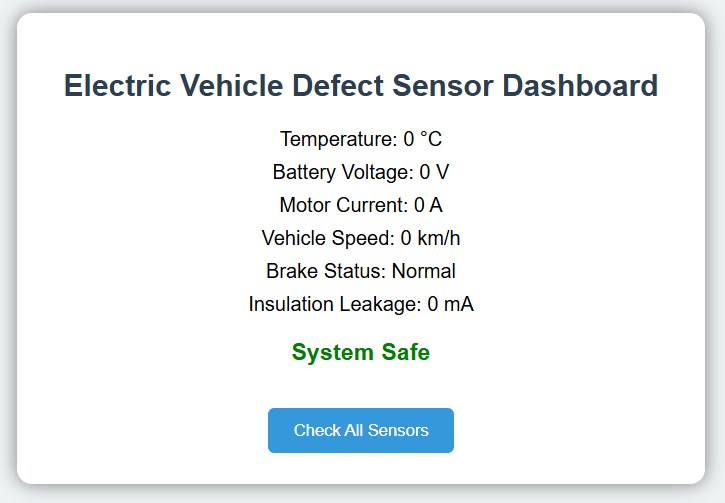 Electric Vehicle Defect Sensor Dashboard
Temperature: 0 °C
Battery Voltage: 0 V
Motor Current: 0 A
Vehicle Speed: 0 km/h
Brake Status: Normal
Insulation Leakage: 0 mA
System Safe
Check All Sensors